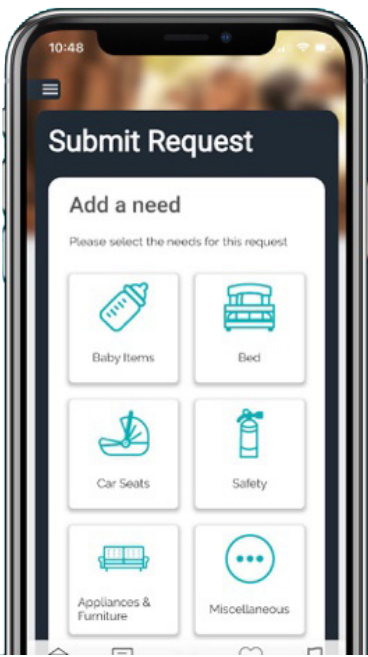 10:48
Submit Request
Add a need
Please select the needs for this request
Baby Items
Bed
Car Seats
Safety
Appliances &
Furniture
Miscellaneous